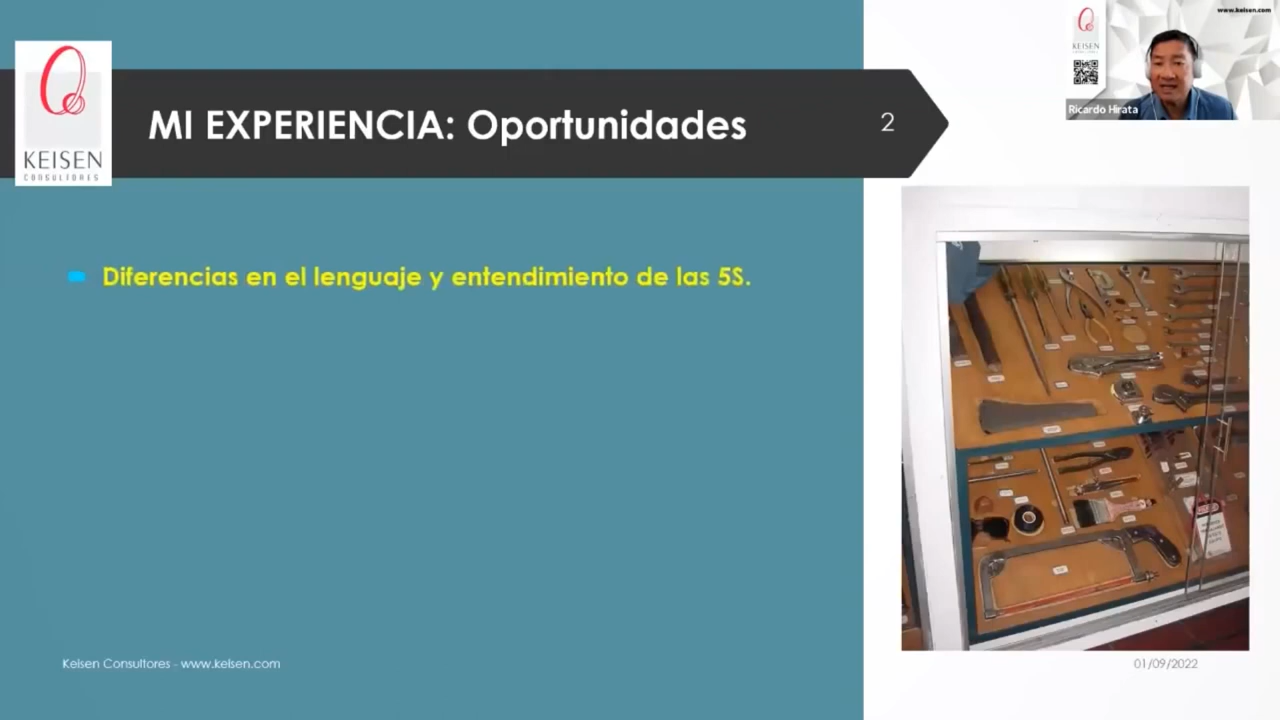 www.keisen.com
KEISEN
Ricardo Hirata
KEISEN
CONSULTORES
MI EXPERIENCIA: Oportunidades
2
Diferencias en el lenguaje y entendimiento de las 5S.
Keisen Consultores - www.keisen.com
01/09/2022